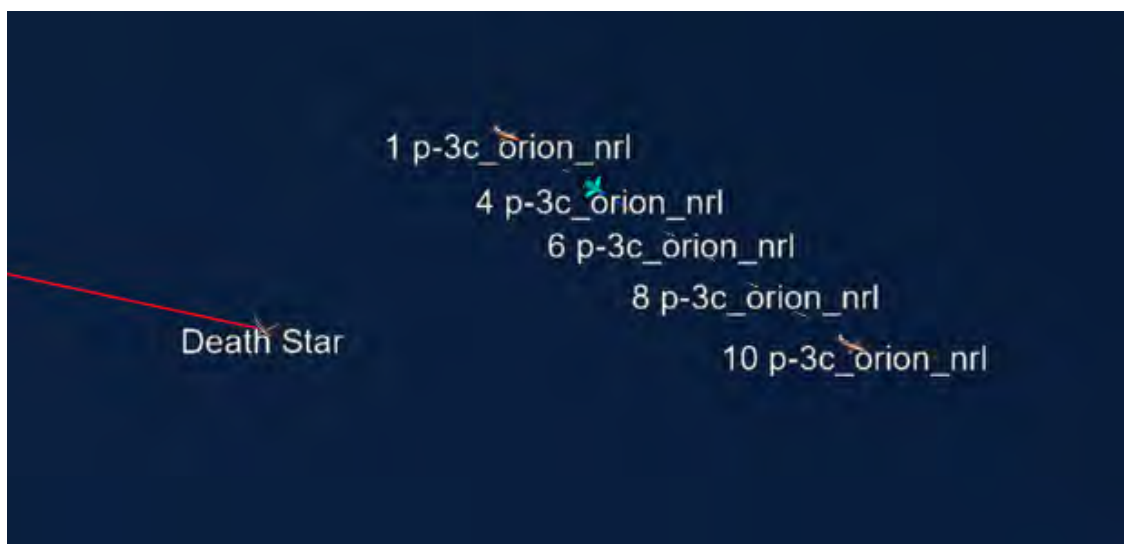 1 p-3c_orion_nrl
4 p-3c_orion_nrl
6 p-3c_orion_nrl
8 p-3c_orion_nrl
Death Star
10 p-3c_orion_nrl